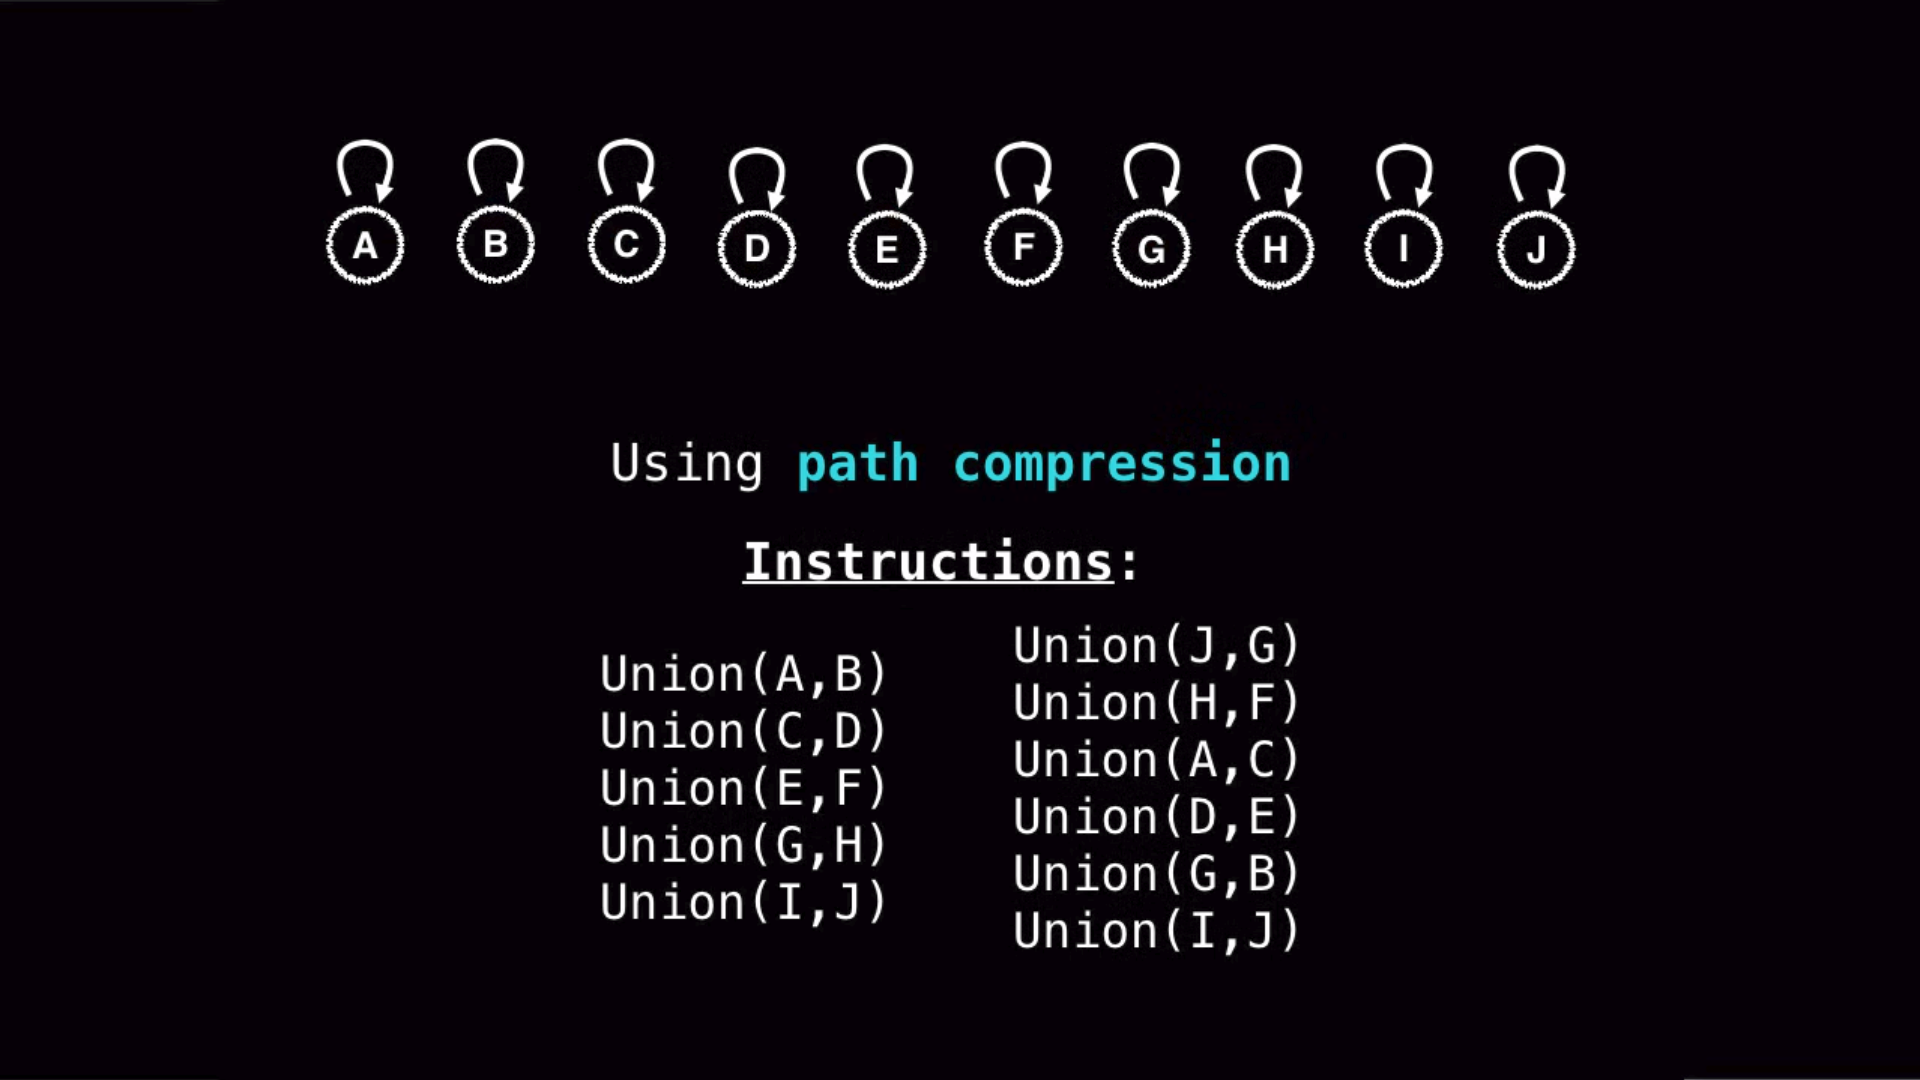 A B C D E F G H I J
Using path compression
Instructions:
Union(A,B)
Union(C,D)
Union(E,F)
Union(G,H)
Union(I,J)
Union(J,G)
Union(H,F)
Union(A,C)
Union(D,E)
Union(G,B)
Union(I,J)